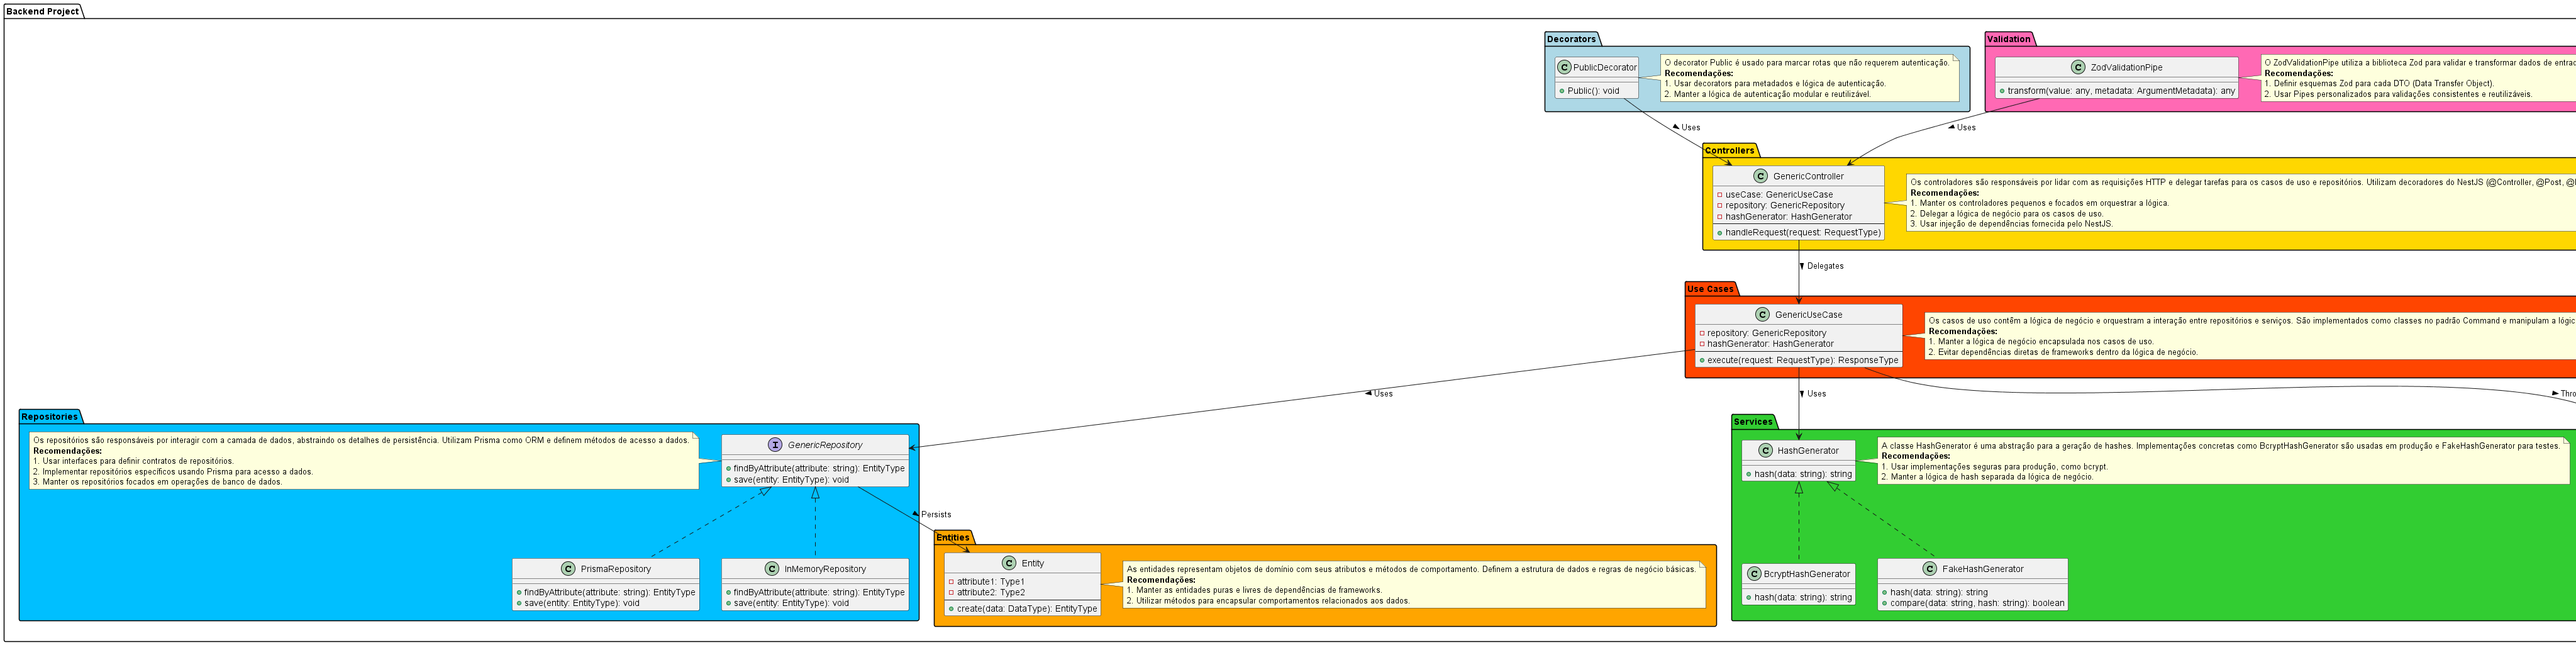 Backend Project
Decorators
PublicDecorator
Public(): void
O decorator Public é usado para marcar rotas que não requerem autenticação.
Recomendações:
1. Usar decorators para metadados e lógica de autenticação.
2. Manter a lógica de autenticação modular e reutilizável.
Validation
ZodValidationPipe
transform(value: any, metadata: ArgumentMetadata): any
O ZodValidationPipe utiliza a biblioteca Zod para validar e transformar dados de
Recomendações:
1. Definir esquemas Zod para cada DTO (Data Transfer Object).
2. Usar Pipes personalizados para validações consistentes e reutilizáveis.
Uses
Uses
Controllers
GenericController
useCase: GenericUseCase
repository: GenericRepository
hashGenerator: HashGenerator
handleRequest(request: RequestType)
Os controladores são responsáveis por lidar com as requisições HTTP e delegar tarefas para os casos de uso e repositórios. Utilizam decoradores do NestJS (@Controller, @Post,
Recomendações:
1. Manter os controladores pequenos e focados em orquestrar a lógica.
2. Delegar a lógica de negócio para os casos de uso.
3. Usar injeção de dependências fornecida pelo NestJS.
Delegates
Use Cases
GenericUseCase
repository: GenericRepository
hashGenerator: HashGenerator
execute(request: RequestType): ResponseType
Os casos de uso contêm a lógica de negócio e orquestram a interação entre repositórios e serviços. São implementados como classes no padrão Command e manipulam a
Recomendações:
1. Manter a lógica de negócio encapsulada nos casos de uso.
2. Evitar dependências diretas de frameworks dentro da lógica de negócio.
Uses
Uses
Thro
Repositories
Os repositórios são responsáveis por interagir com a camada de dados, abstraindo os detalhes de persistência. Utilizam Prisma como ORM e definem métodos de acesso a dados.
Recomendações:
1. Usar interfaces para definir contratos de repositórios.
2. Implementar repositórios específicos usando Prisma para acesso a dados.
3. Manter os repositórios focados em operações de banco de dados.
GenericRepository
findByAttribute(attribute: string): EntityType
save(entity: EntityType): void
Persists
PrismaRepository
findByAttribute(attribute: string): EntityType
save(entity: EntityType): void
InMemoryRepository
findByAttribute(attribute: string): EntityType
save(entity: EntityType): void
Entities
Entity
attribute1: Type1
attribute2: Type2
create(data: DataType): EntityType
As entidades representam objetos de domínio com seus atributos e métodos de comportamento. Definem a estrutura de dados e regras de negócio básicas.
Recomendações:
1. Manter as entidades puras e livres de dependências de frameworks.
2. Utilizar métodos para encapsular comportamentos relacionados aos dados.
Services
HashGenerator
hash(data: string): string
A classe HashGenerator é uma abstração para a geração de hashes. Implementações concretas como BcryptHashGenerator são usadas em produção e FakeHashGenerator para testes.
Recomendações:
1. Usar implementações seguras para produção, como bcrypt.
2. Manter a lógica de hash separada da lógica de negócio.
BcryptHashGenerator
hash(data: string): string
FakeHashGenerator
hash(data: string): string
compare(data: string, hash: string): boolean